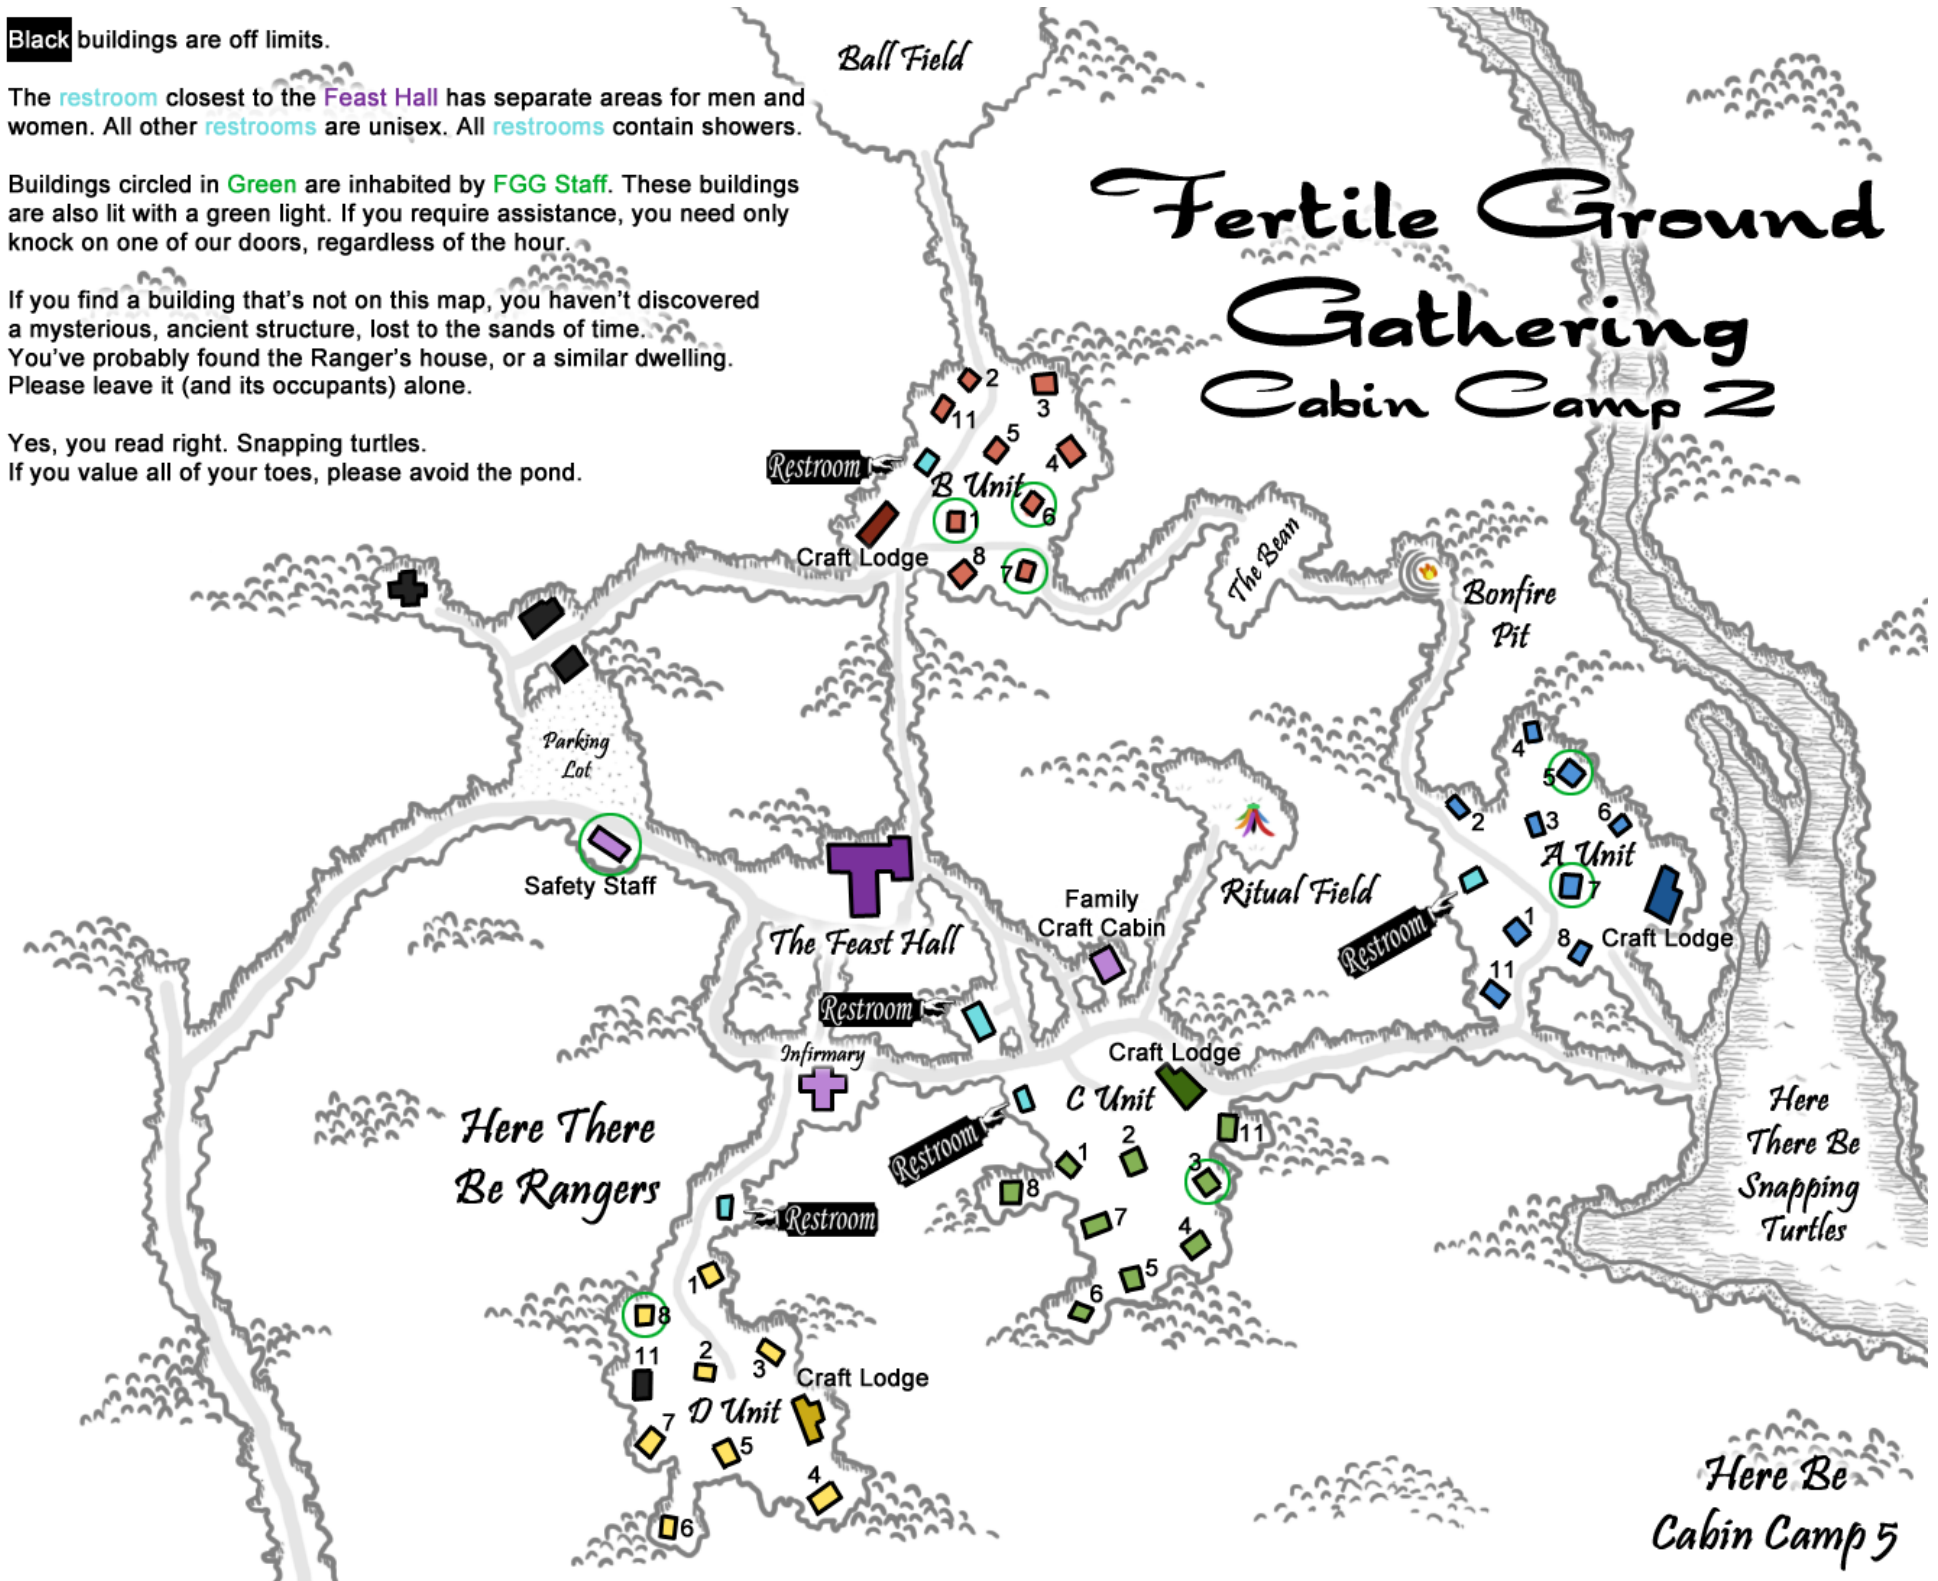 Black buildings are off limits.
The restroom closest to the Feast Hall has separate areas for men and
women. All other restrooms are unisex. All restrooms contain showers.
Buildings circled in Green are inhabited by FGG Staff. These buildings
are also lit with a green light. If you require assistance, you need only
knock on one of our doors, regardless of the hour.
If you find a building that's not on this map, you haven't discovered
a mysterious, ancient structure, lost to the sands of time.
You've probably found the Ranger's house, or a similar dwelling.
Please leave it (and its occupants) alone.
Yes, you read right. Snapping turtles.
If you value all of your toes, please avoid the pond.
Ball Field
Fertile Ground
Gathering
Cabin Camp 2
2
3
11
5
4
Restroom
B Unit
1
6
Craft Lodge
8
7
The Bean
Bonfire
Pit
Parking
Lot
Safety Staff
The Feast Hall
Family
Craft Cabin
Ritual Field
4
5
2
3
6
A Unit
7
Restroom
1
8
Craft Lodge
11
Restroom
Infirmary
Craft Lodge
C Unit
Restroom
11
1
2
3
8
7
4
5
6
Here There
Be Rangers
Restroom
1
8
11
2
3
Craft Lodge
D Unit
7
5
4
6
Here
There Be
Snapping
Turtles
Here Be
Cabin Camp 5